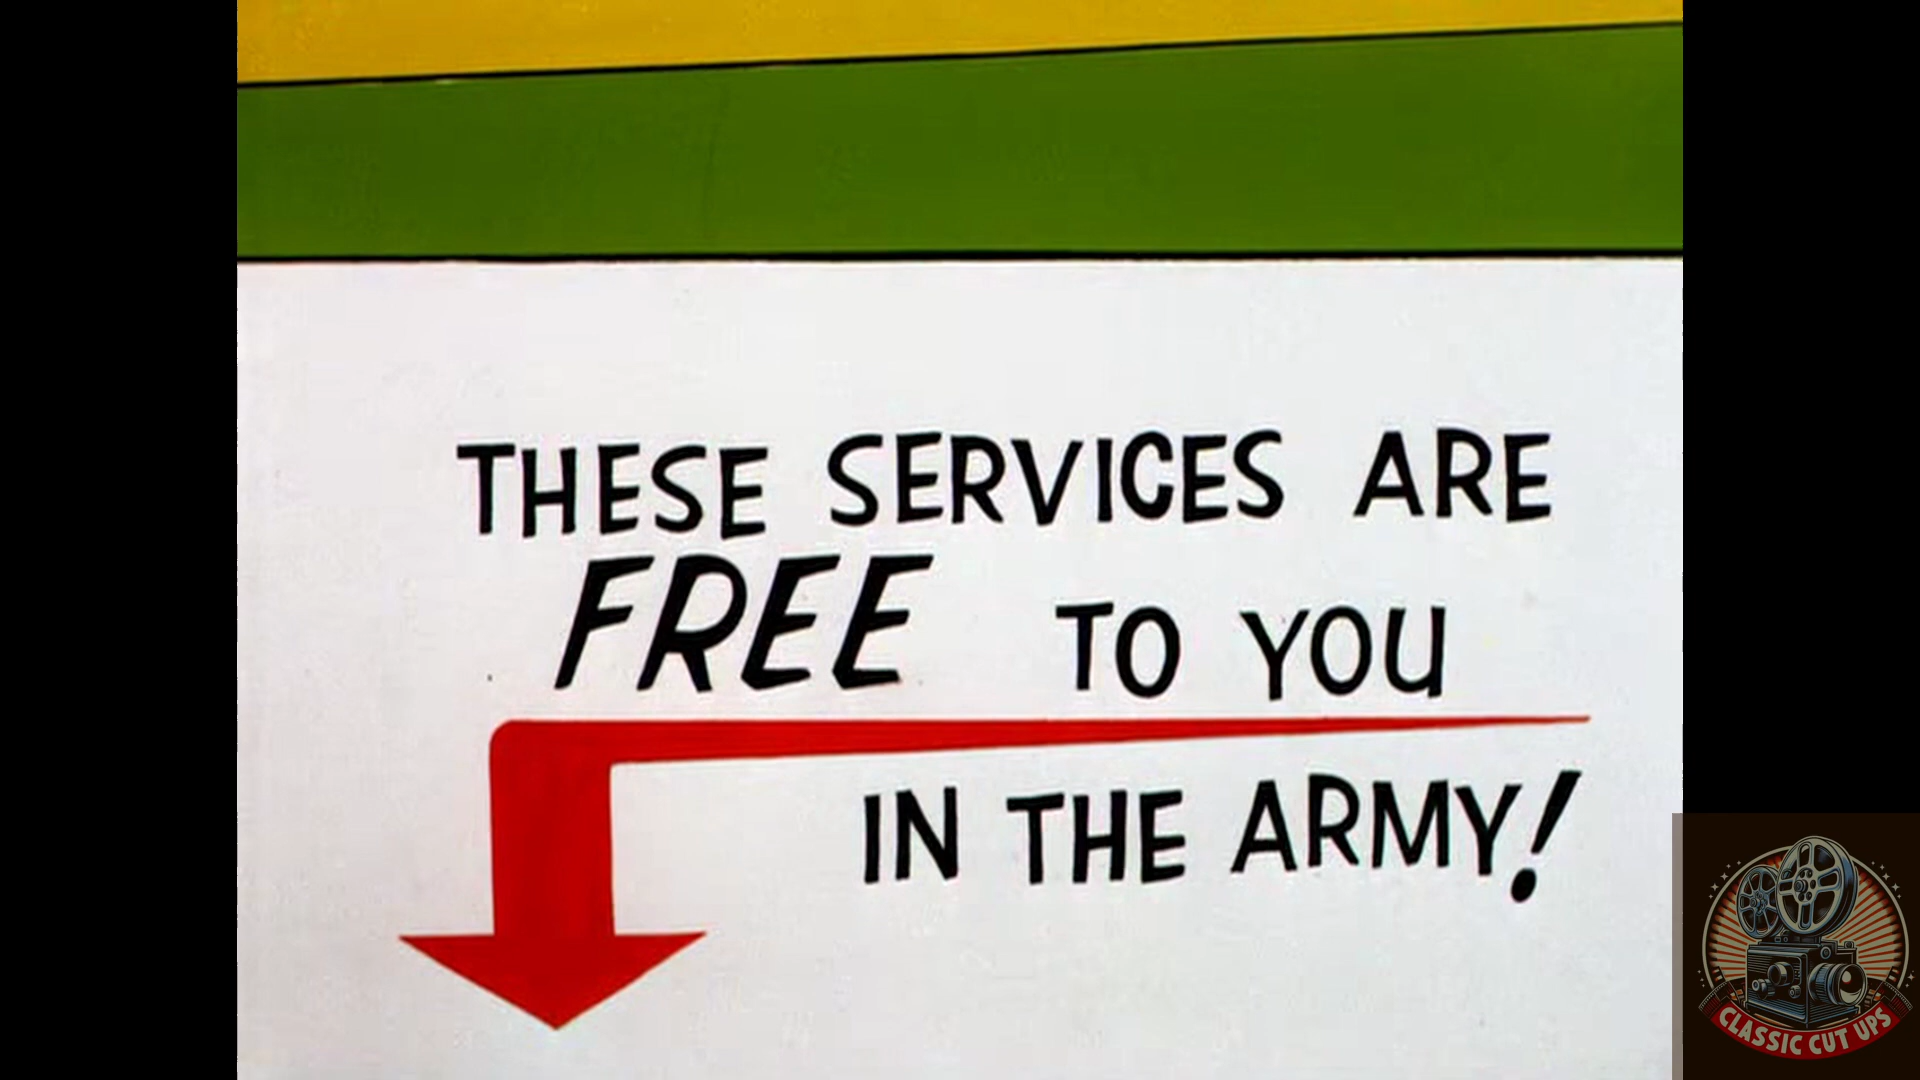 THESE SERVICES ARE
FREE TO YOU
IN THE ARMY!
CLASSIC CUT UPS